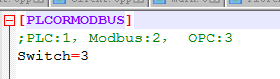 [PLCORMODBUS]
;PLC:1, Modbus:2, OPC:3
Switch=3